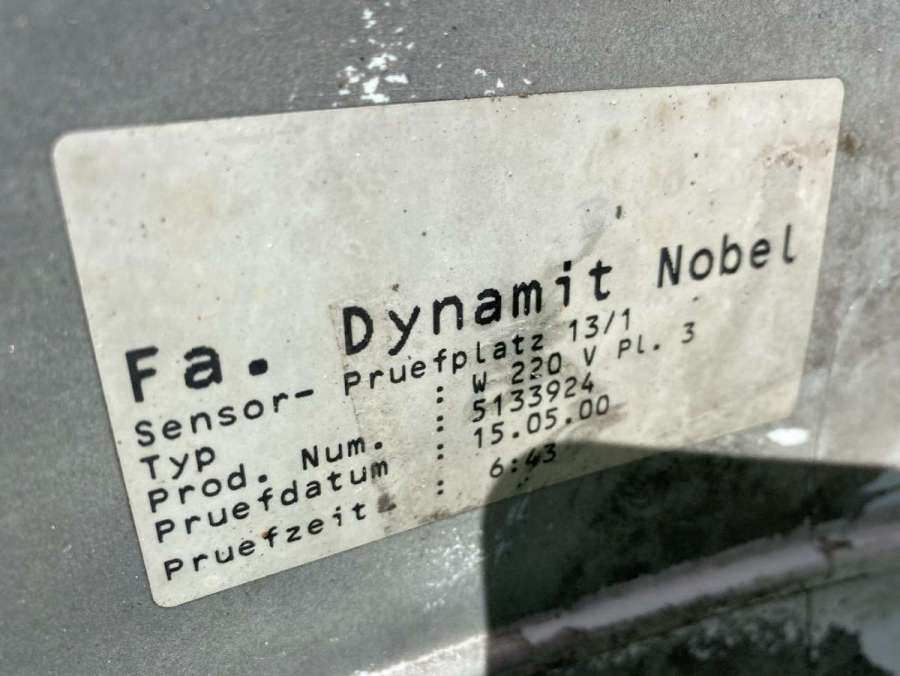 Fa. Dynamit Nobel
Sensor- Pruefplatz 13/1
Typ : W 220 V Pl. 3
Prod. Num. : 5133924
Pruefdatum : 15.05.00
Pruefzeit : 6:43